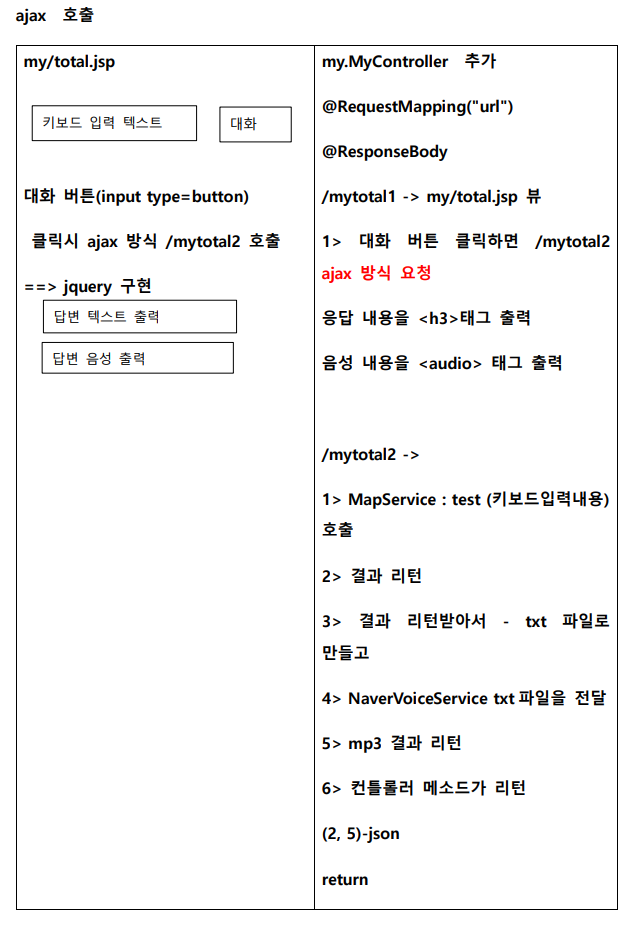 ajax 호출
my/total.jsp
키보드 입력 텍스트
대화
대화 버튼(input type=button)
클릭시 ajax 방식 /mytotal2 호출
==> jquery 구현
답변 텍스트 출력
답변 음성 출력
my.MyController 추가
@RequestMapping("url")
@ResponseBody
/mytotal1 -> my/total.jsp 뷰
1> 대화 버튼 클릭하면 /mytotal2
ajax 방식 요청
응답 내용을 <h3>태그 출력
음성 내용을 <audio> 태그 출력
/mytotal2 ->
1> MapService : test (키보드입력내용)
호출
2> 결과 리턴
3> 결과 리턴받아서 - txt 파일로
만들고
4> NaverVoiceService txt파일을 전달
5> mp3 결과 리턴
6> 컨틀롤러 메소드가 리턴
(2, 5)-json
return